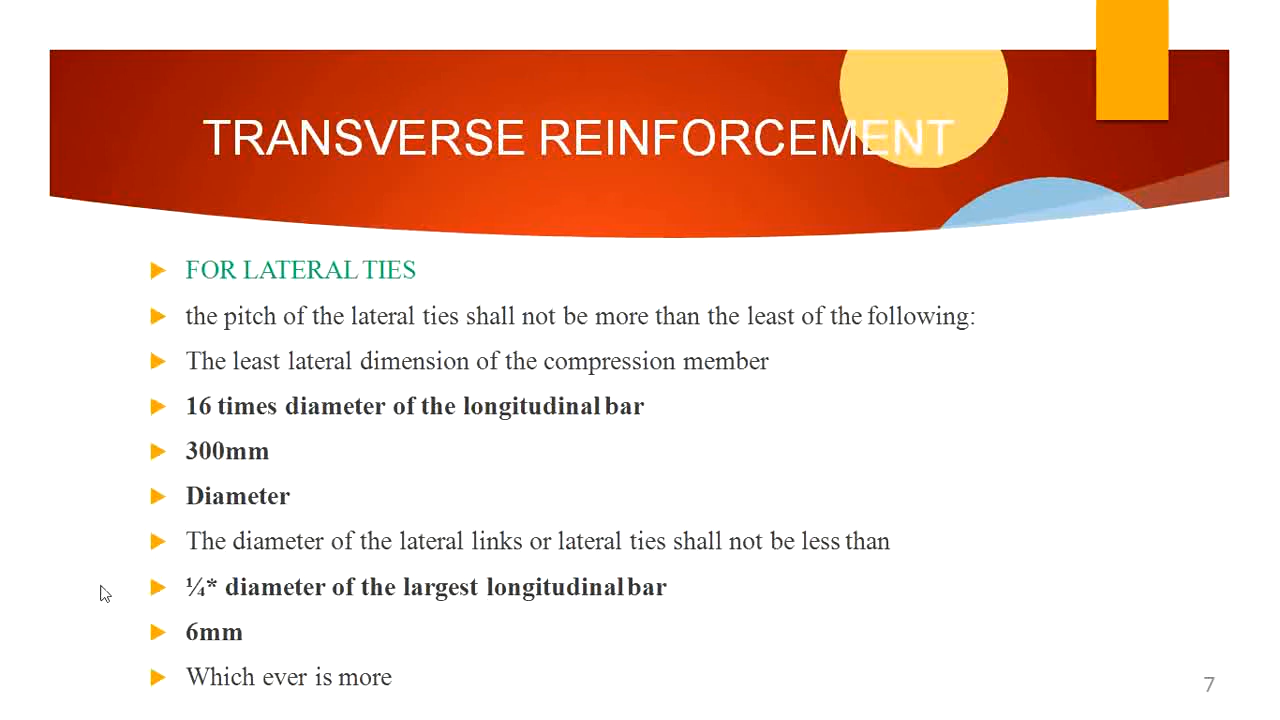 TRANSVERSE REINFORCEMENT
FOR LATERAL TIES
the pitch of the lateral ties shall not be more than the least of the following:
The least lateral dimension of the compression member
16 times diameter of the longitudinal bar
300mm
Diameter
The diameter of the lateral links or lateral ties shall not be less than
¼* diameter of the largest longitudinal bar
6mm
Which ever is more
7